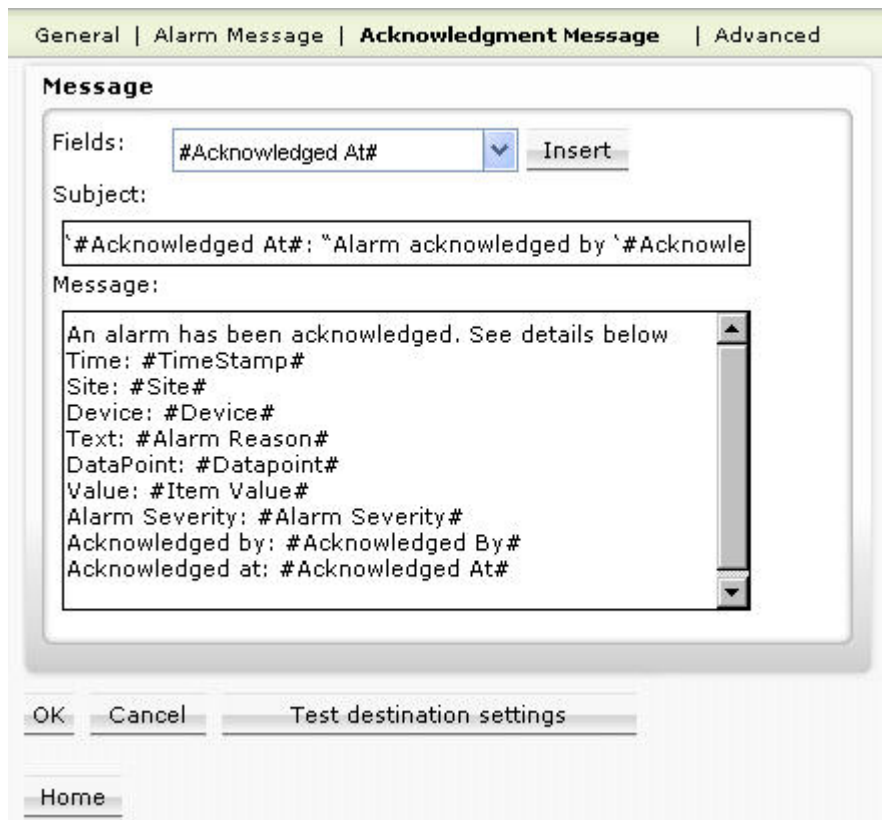 General | Alarm Message | Acknowledgment Message | Advanced
Message
Fields: #Acknowledged At# Insert
Subject:
`#Acknowledged At#: "Alarm acknowledged by `#Acknowle
Message:
An alarm has been acknowledged. See details below
Time: #TimeStamp#
Site: #Site#
Device: #Device#
Text: #Alarm Reason#
DataPoint: #Datapoint#
Value: #Item Value#
Alarm Severity: #Alarm Severity#
Acknowledged by: #Acknowledged By#
Acknowledged at: #Acknowledged At#
OK Cancel Test destination settings
Home